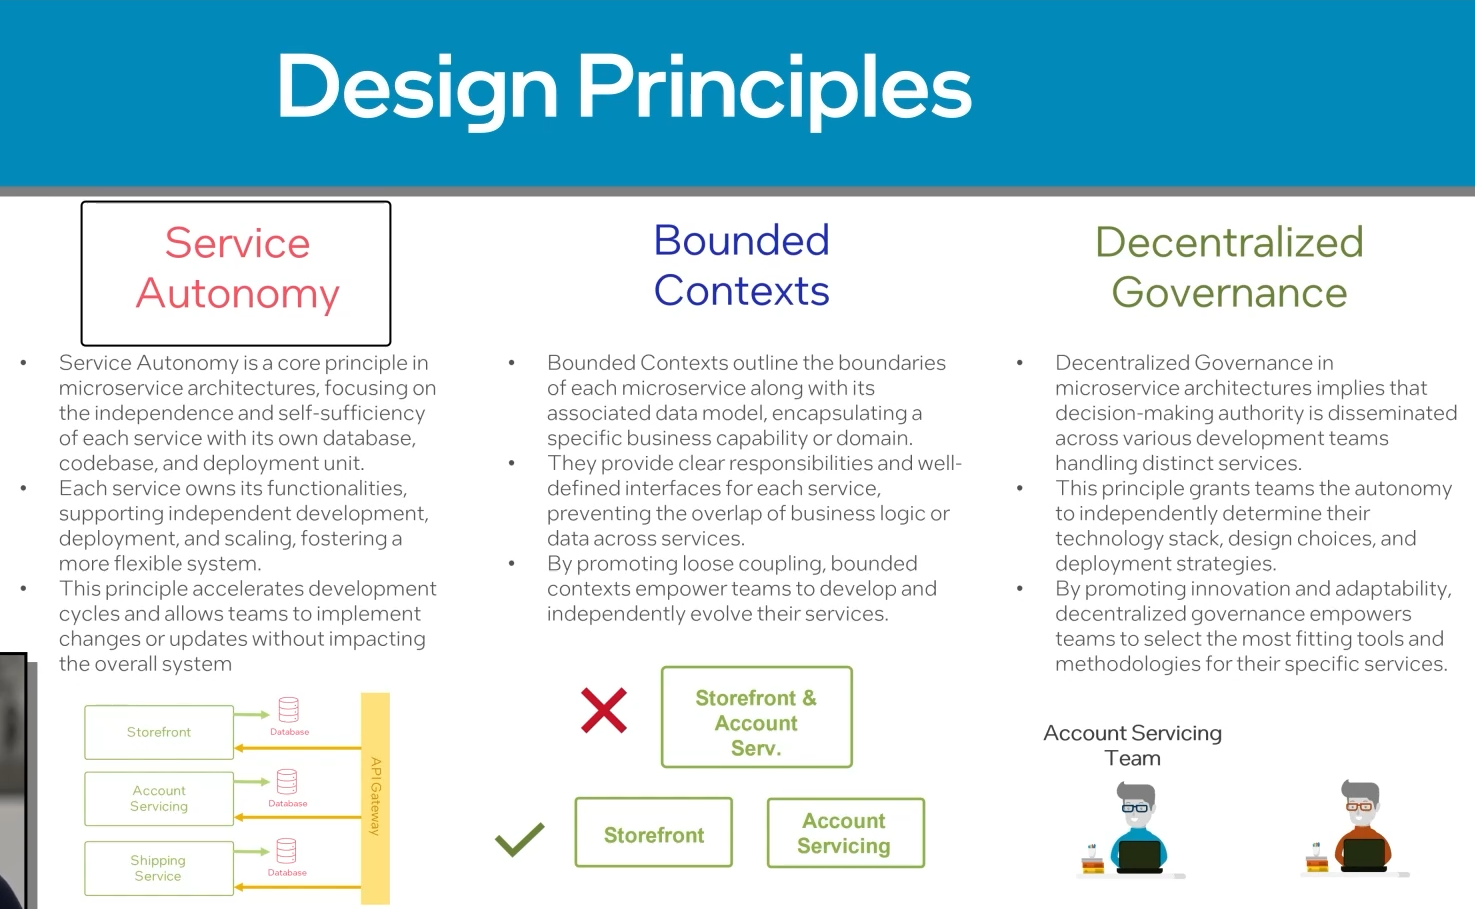 Design Principles
Service
Autonomy
• Service Autonomy is a core principle in
microservice architectures, focusing on
the independence and self-sufficiency
of each service with its own database,
codebase, and deployment unit.
• Each service owns its functionalities,
supporting independent development,
deployment, and scaling, fostering a
more flexible system.
• This principle accelerates development
cycles and allows teams to implement
changes or updates without impacting
the overall system
Storefront
Database
Account
Servicing
Database
Shipping
Service
Database
API Gateway
Bounded
Contexts
• Bounded Contexts outline the boundaries
of each microservice along with its
associated data model, encapsulating a
specific business capability or domain.
• They provide clear responsibilities and well-
defined interfaces for each service,
preventing the overlap of business logic or
data across services.
• By promoting loose coupling, bounded
contexts empower teams to develop and
independently evolve their services.
Storefront &
Account
Serv.
Storefront
Account
Servicing
Decentralized
Governance
• Decentralized Governance in
microservice architectures implies that
decision-making authority is disseminated
across various development teams
handling distinct services.
• This principle grants teams the autonomy
to independently determine their
technology stack, design choices, and
deployment strategies.
• By promoting innovation and adaptability,
decentralized governance empowers
teams to select the most fitting tools and
methodologies for their specific services.
Account Servicing
Team